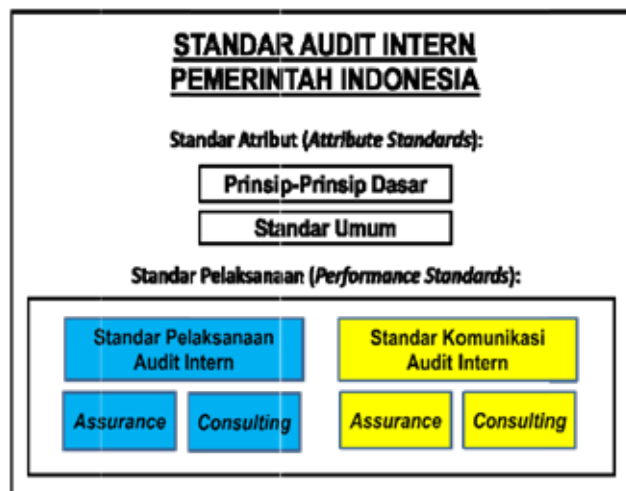 STANDAR AUDIT INTERN
PEMERINTAH INDONESIA
Standar Atribut (Attribute Standards):
Prinsip-Prinsip Dasar
Standar Umum
Standar Pelaksanaan (Performance Standards):
Standar Pelaksanaan
Audit Intern
Standar Komunikasi
Audit Intern
Assurance
Consulting
Assurance
Consulting